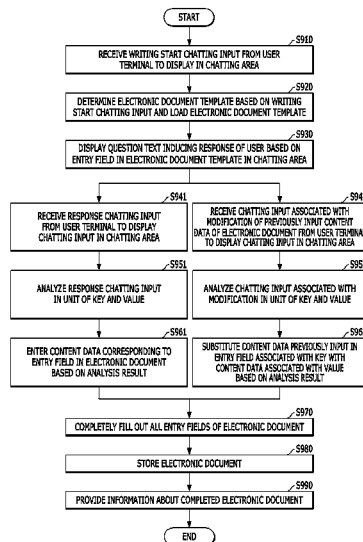 START
S910
RECEIVE WRITING START CHATTING INPUT FROM USER
TERMINAL TO DISPLAY IN CHATTING AREA
S920
DETERMINE ELECTRONIC DOCUMENT TEMPLATE BASED ON WRITING
START CHATTING INPUT AND LOAD ELECTRONIC DOCUMENT TEMPLATE
S930
DISPLAY QUESTION TEXT INDUCING RESPONSE OF USER BASED
ON ENTRY FIELD IN ELECTRONIC DOCUMENT TEMPLATE IN CHATTING AREA
S941
RECEIVE RESPONSE CHATTING INPUT
FROM USER TERMINAL TO DISPLAY
CHATTING INPUT IN CHATTING AREA
S94
RECEIVE CHATTING INPUT ASSOCIATED WITH
MODIFICATION OF PREVIOUSLY INPUT CONTENT
DATA OF ELECTRONIC DOCUMENT FROM USER TERMINAL
TO DISPLAY CHATTING INPUT IN CHATTING AREA
S951
ANALYZE RESPONSE CHATTING INPUT
IN UNIT OF KEY AND VALUE
S95
ANALYZE CHATTING INPUT ASSOCIATED WITH
MODIFICATION IN UNIT OF KEY AND VALUE
S961
ENTER CONTENT DATA CORRESPONDING TO
ENTRY FIELD IN ELECTRONIC DOCUMENT
BASED ON ANALYSIS RESULT
S96
SUBSTITUTE CONTENT DATA PREVIOUSLY INPUT IN
ENTRY FIELD ASSOCIATED WITH KEY WITH
CONTENT DATA ASSOCIATED WITH VALUE
BASED ON ANALYSIS RESULT
S970
COMPLETELY FILL OUT ALL ENTRY FIELDS OF ELECTRONIC DOCUMENT
S980
STORE ELECTRONIC DOCUMENT
S990
PROVIDE INFORMATION ABOUT COMPLETED ELECTRONIC DOCUMENT
END